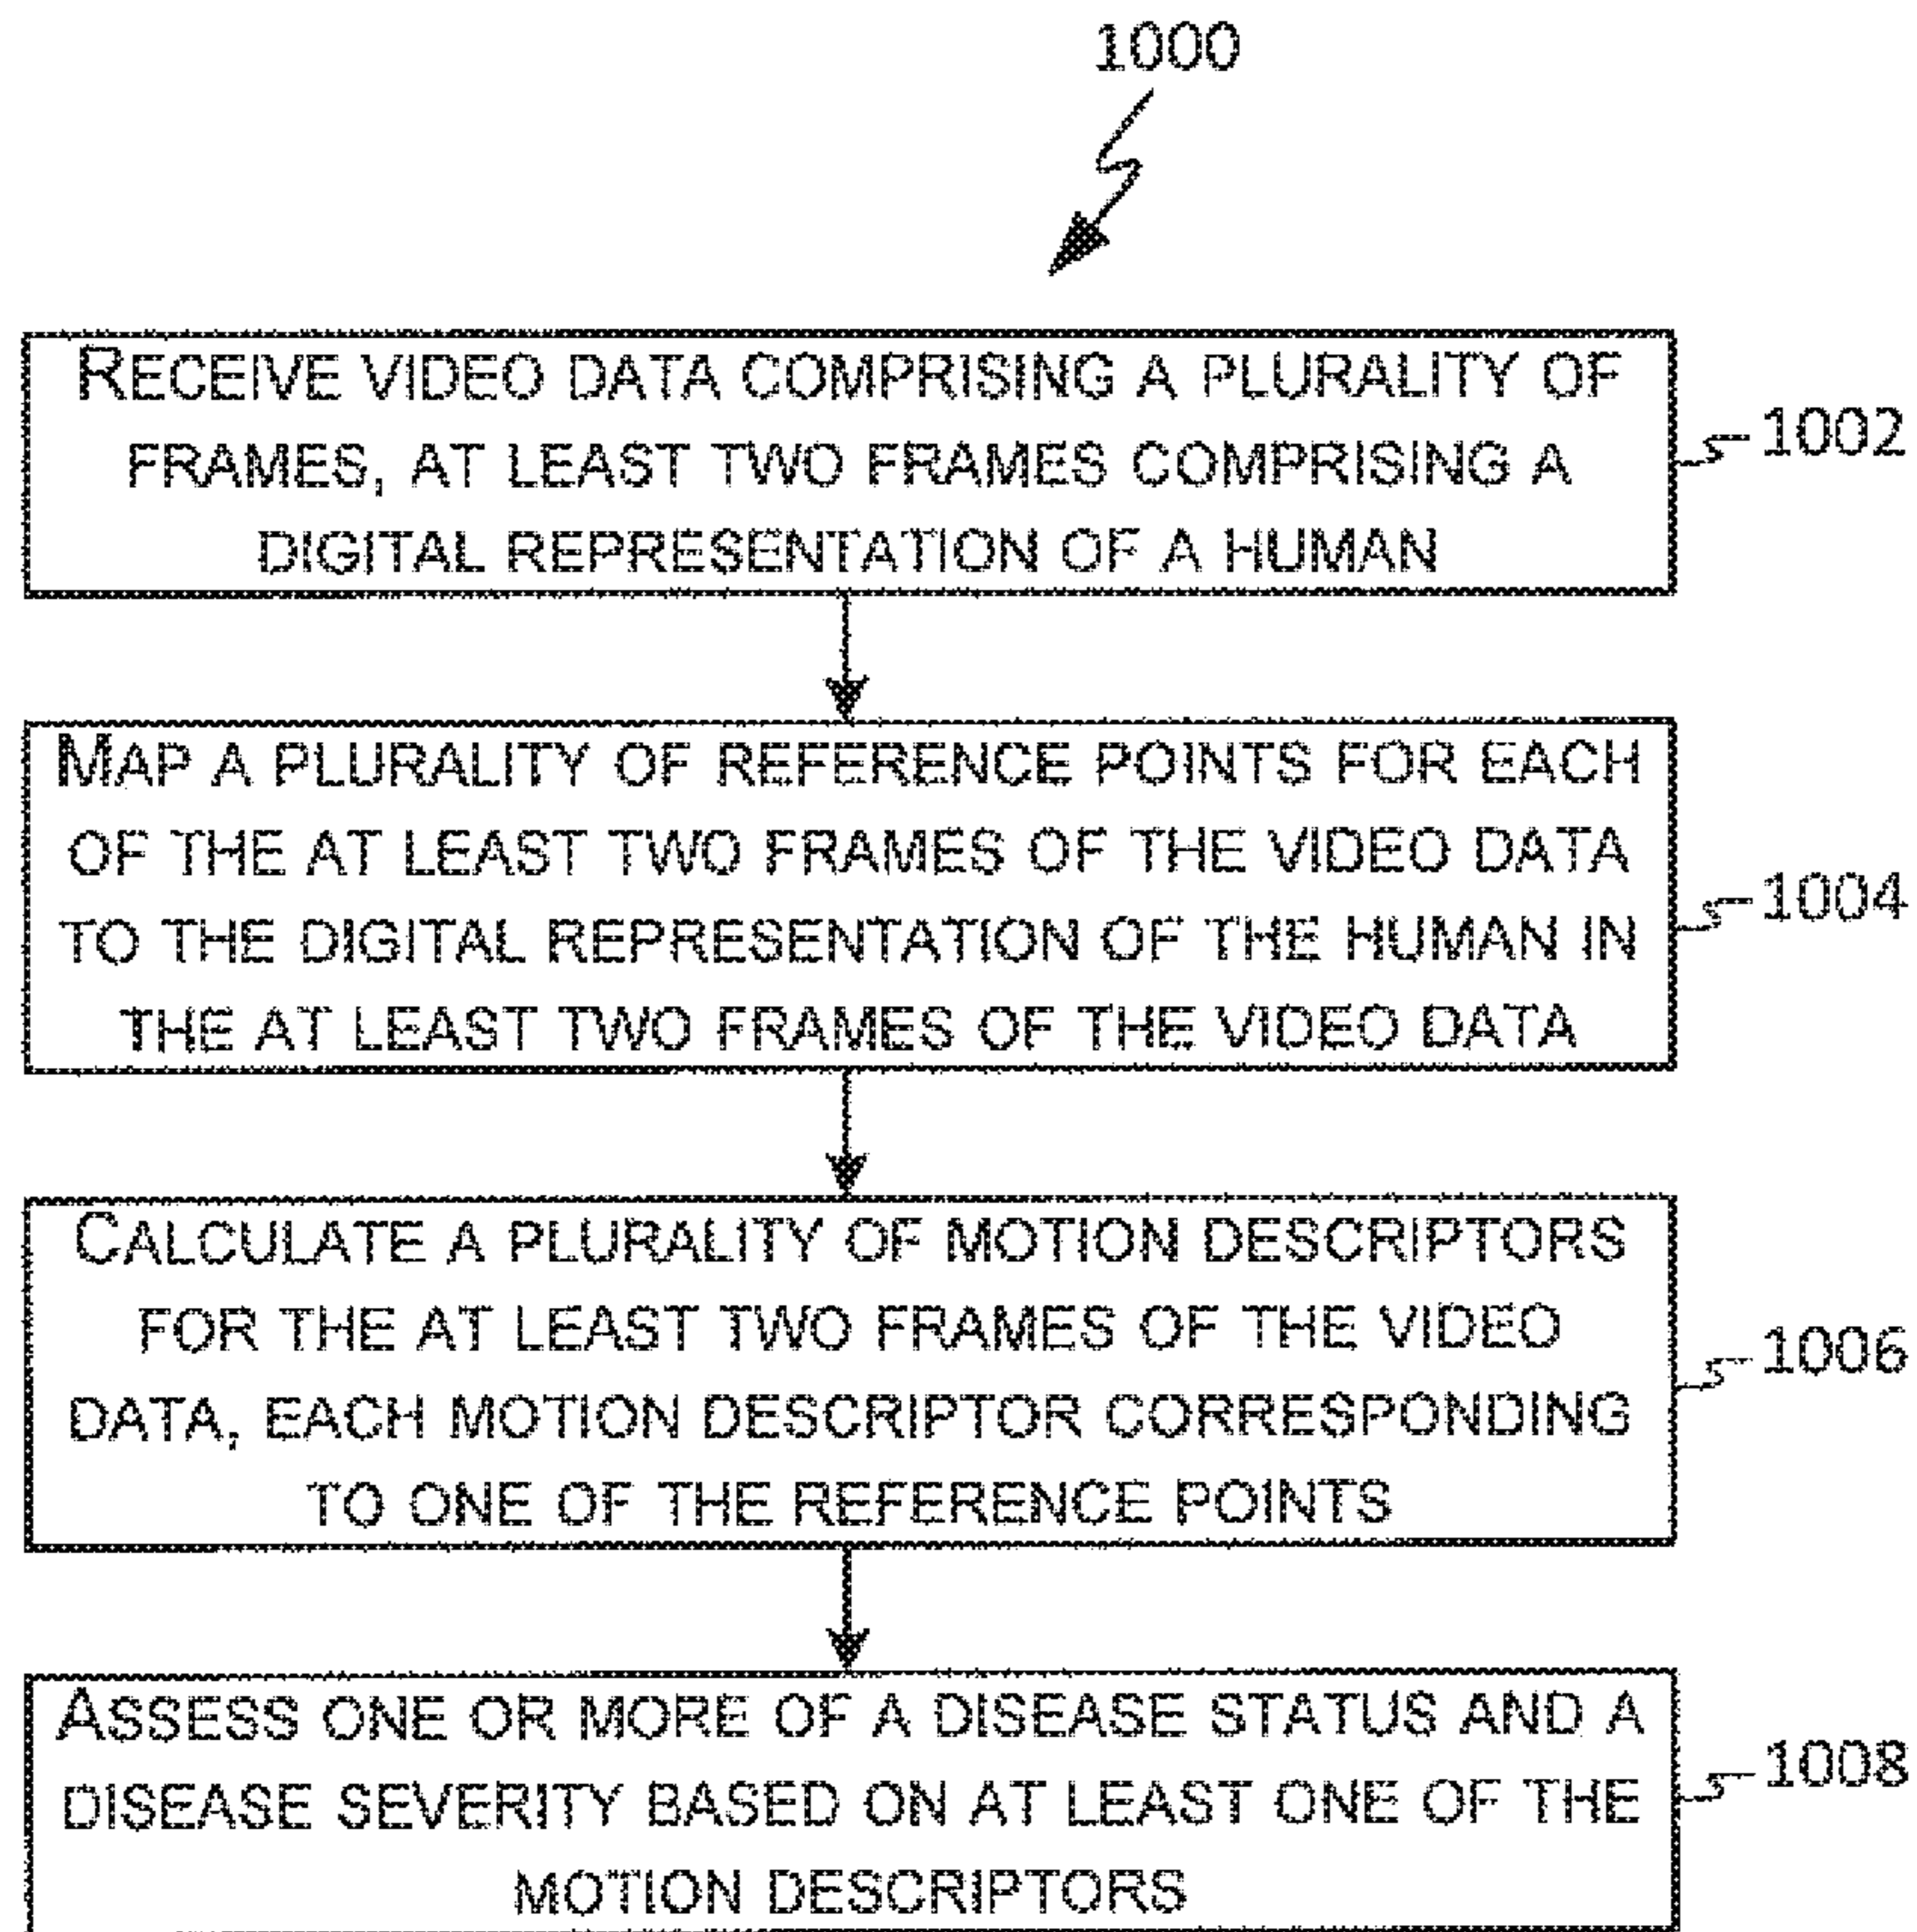 1000
RECEIVE VIDEO DATA COMPRISING A PLURALITY OF
FRAMES, AT LEAST TWO FRAMES COMPRISING A
DIGITAL REPRESENTATION OF A HUMAN
1002
MAP A PLURALITY OF REFERENCE POINTS FOR EACH
OF THE AT LEAST TWO FRAMES OF THE VIDEO DATA
TO THE DIGITAL REPRESENTATION OF THE HUMAN IN
THE AT LEAST TWO FRAMES OF THE VIDEO DATA
1004
CALCULATE A PLURALITY OF MOTION DESCRIPTORS
FOR THE AT LEAST TWO FRAMES OF THE VIDEO
DATA, EACH MOTION DESCRIPTOR CORRESPONDING
TO ONE OF THE REFERENCE POINTS
1006
ASSESS ONE OR MORE OF A DISEASE STATUS AND A
DISEASE SEVERITY BASED ON AT LEAST ONE OF THE
MOTION DESCRIPTORS
1008